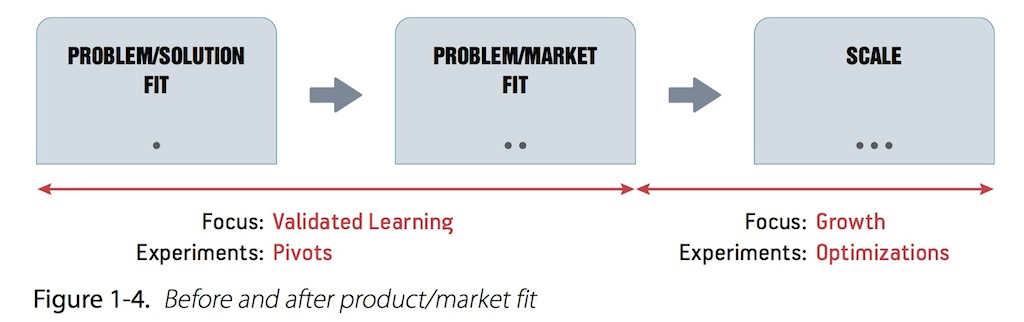 PROBLEM/SOLUTION
FIT
PROBLEM/MARKET
FIT
SCALE
Focus: Validated Learning
Experiments: Pivots
Focus: Growth
Experiments: Optimizations
Figure 1-4. Before and after product/market fit